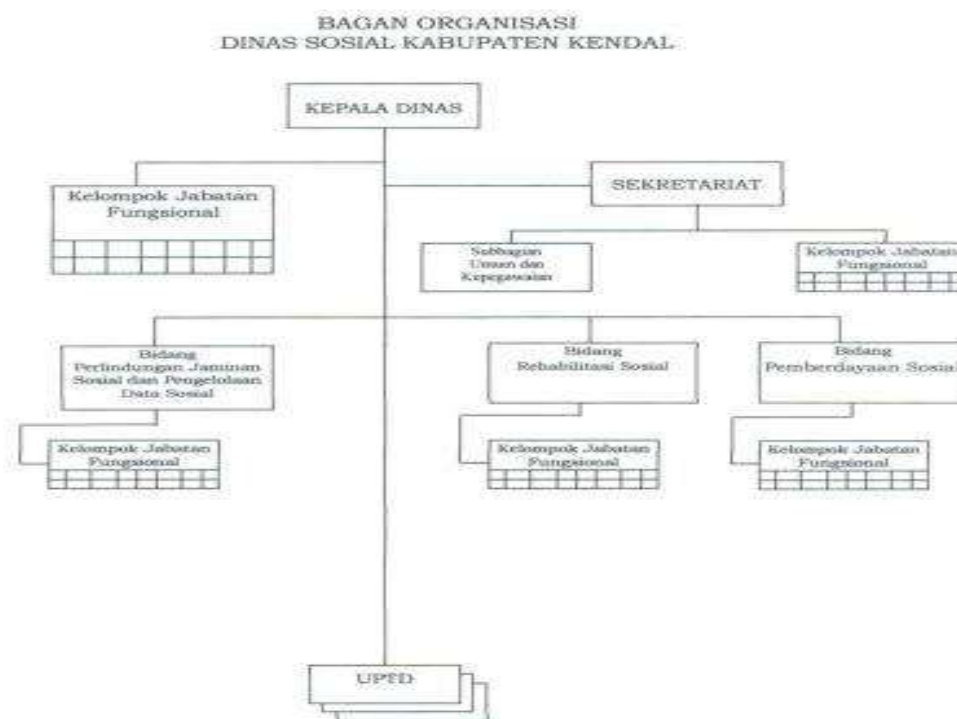 BAGAN ORGANISASI
DINAS SOSIAL KABUPATEN KENDAL
KEPALA DINAS
Kelompok Jabatan
Fungsional
SEKRETARIAT
Subbagian
Umum dan
Kepegawaian
Kelompok Jabatan
Fungsional
Bidang
Perlindungan Jaminan
Sosial dan Pengelolaan
Data Sosial
Kelompok Jabatan
Fungsional
Bidang
Rehabilitasi Sosial
Kelompok Jabatan
Fungsional
Bidang
Pemberdayaan Sosial
Kelompok Jabatan
Fungsional
UPTD